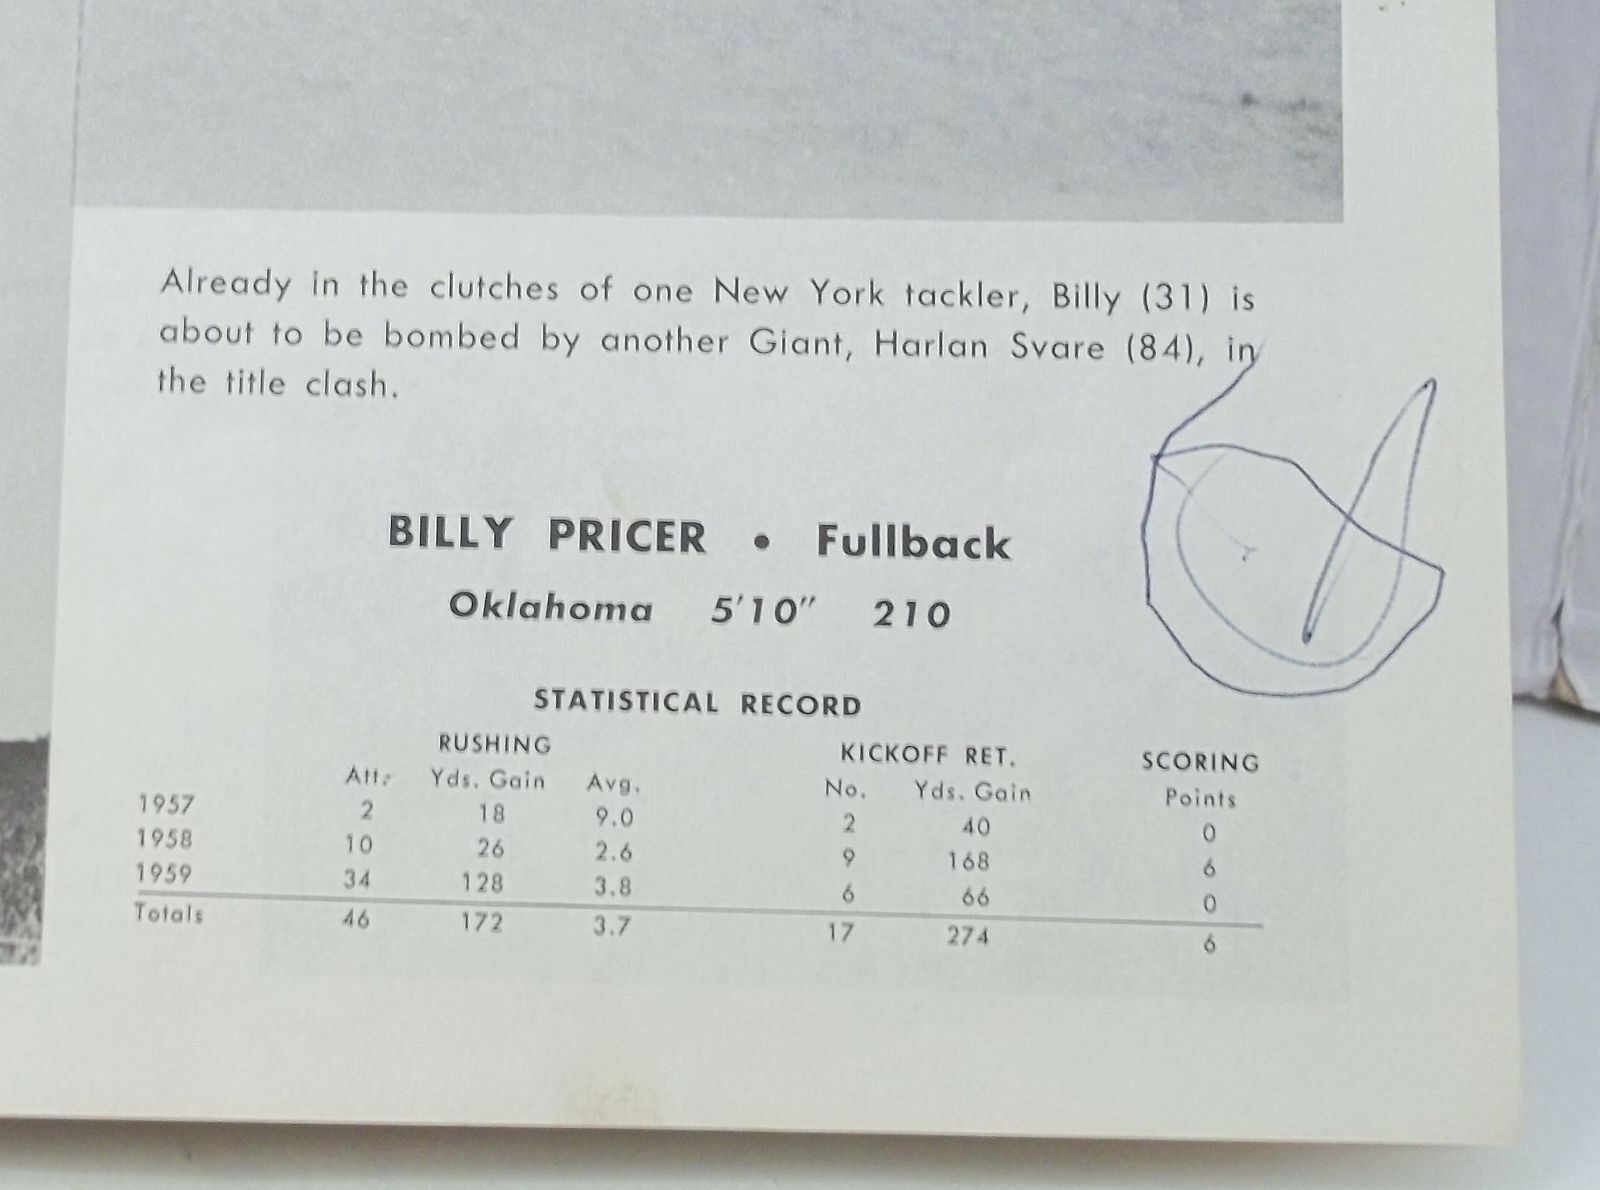 Already in the clutches of one New York tackler, Billy (31) is
about to be bombed by another Giant, Harlan Svare (84), in
the title clash.
BILLY PRICER • Fullback
Oklahoma 5'10" 210
STATISTICAL RECORD
RUSHING KICKOFF RET. SCORING
Att. Yds. Gain Avg. No. Yds. Gain Points
1957 2 18 9.0 2 40 0
1958 10 26 2.6 9 168 6
1959 34 128 3.8 6 66 0
Totals 46 172 3.7 17 274 6